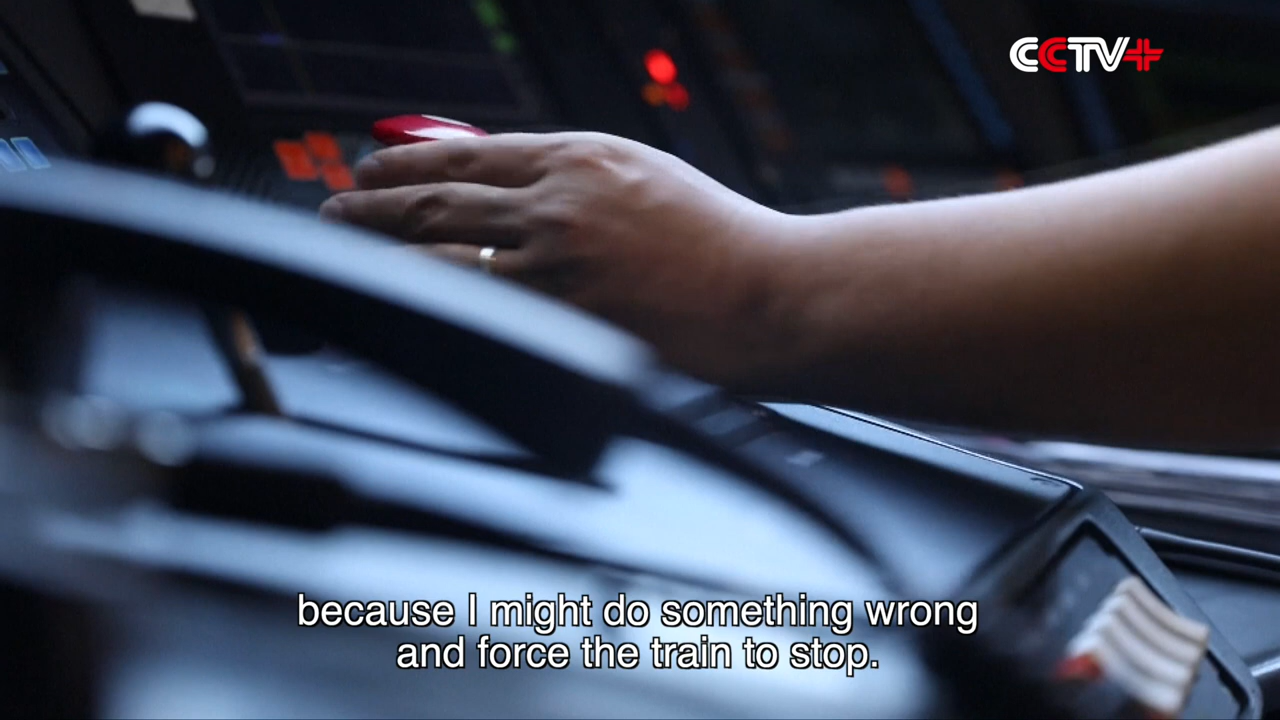 CCTV+
because I might do something wrong
and force the train to stop.